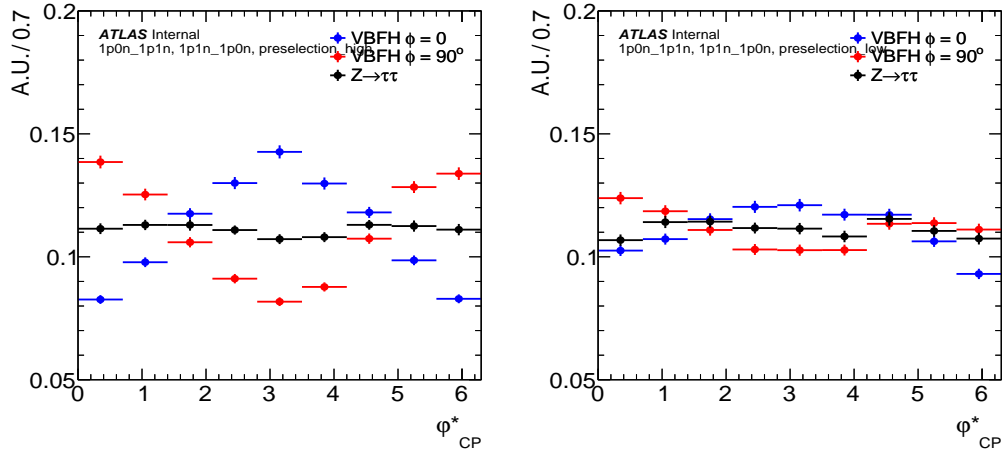 A.U./ 0.7
0.2
0.15
0.1
0.05
ATLAS Internal
1p0n_1p1n, 1p1n_1p0n, preselection_high
VBFH ϕ = 0
VBFH ϕ = 90°
Z→ττ
0 1 2 3 4 5 6
φ*CP
A.U./ 0.7
0.2
0.15
0.1
0.05
ATLAS Internal
1p0n_1p1n, 1p1n_1p0n, preselection_low
VBFH ϕ = 0
VBFH ϕ = 90°
Z→ττ
0 1 2 3 4 5 6
φ*CP